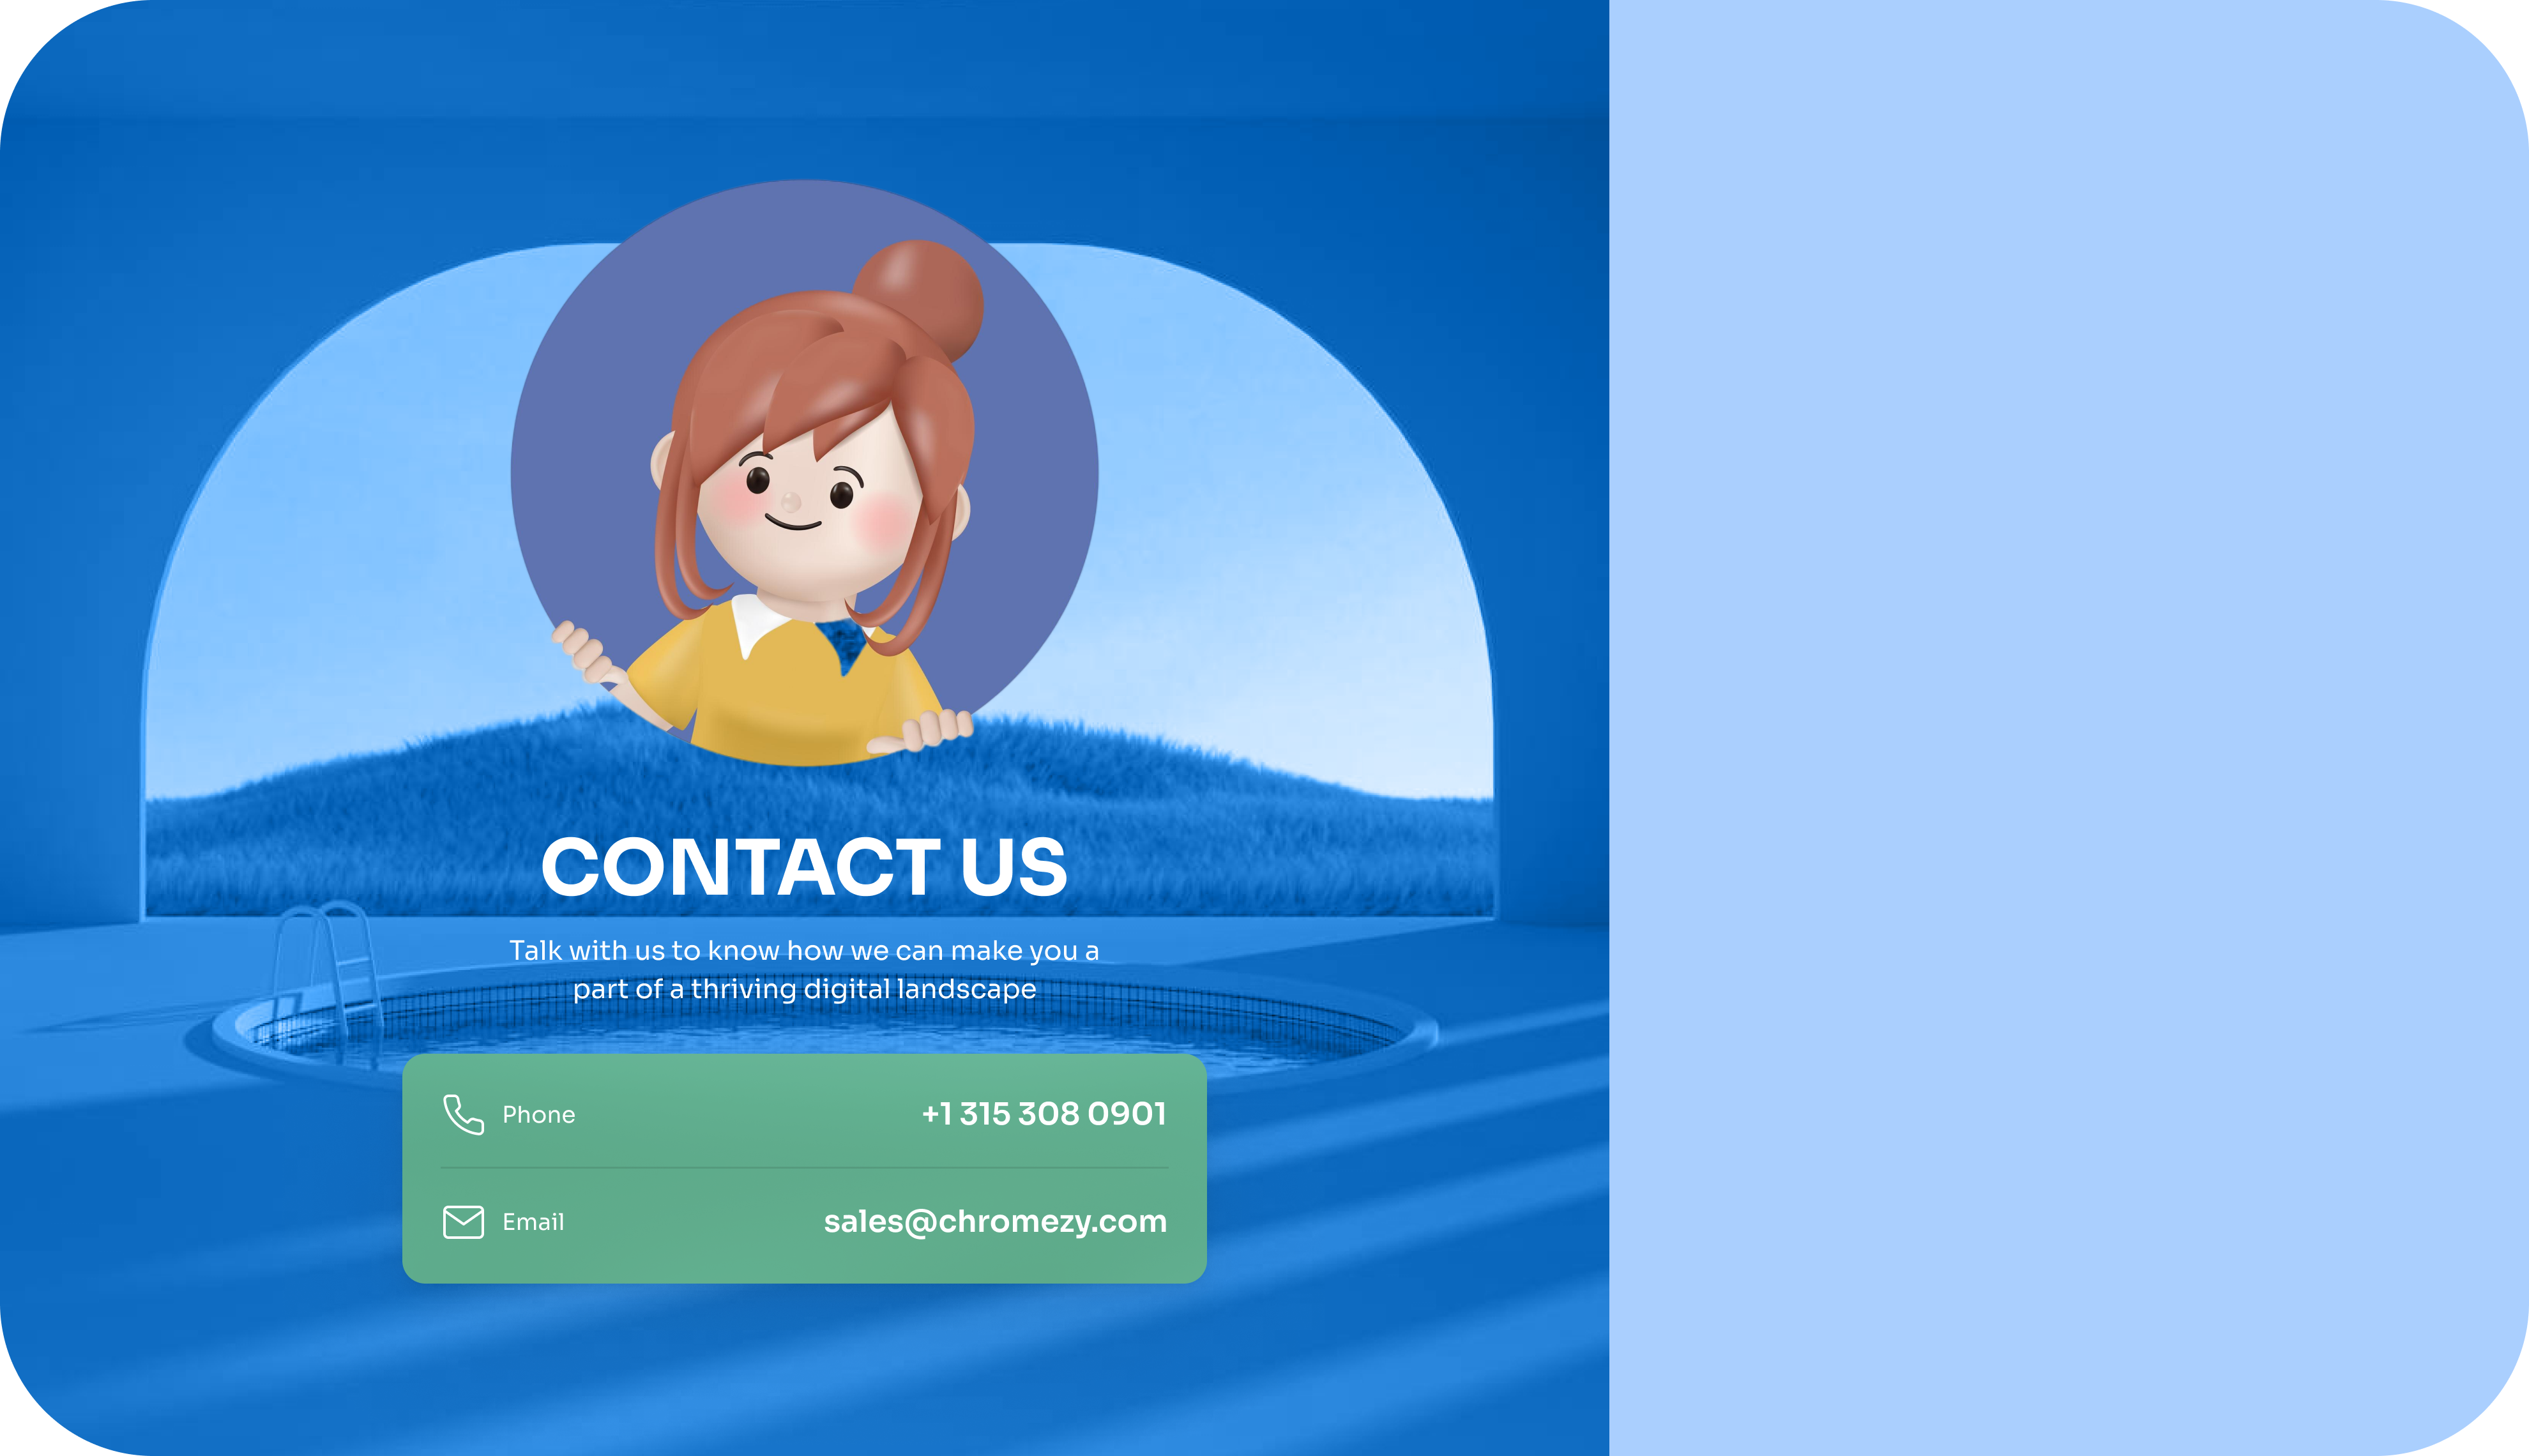 CONTACT US
Talk with us to know how we can make you a
part of a thriving digital landscape
Phone
+1 315 308 0901
Email
sales@chromezy.com